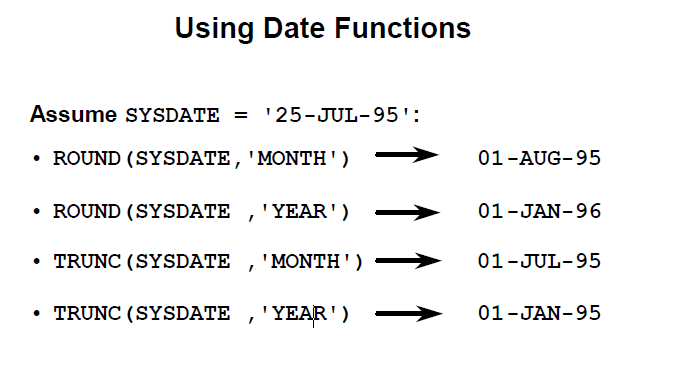 Using Date Functions
Assume SYSDATE = '25-JUL-95':
• ROUND(SYSDATE,'MONTH') 01-AUG-95
• ROUND(SYSDATE ,'YEAR') 01-JAN-96
• TRUNC(SYSDATE ,'MONTH') 01-JUL-95
• TRUNC(SYSDATE ,'YEAR') 01-JAN-95